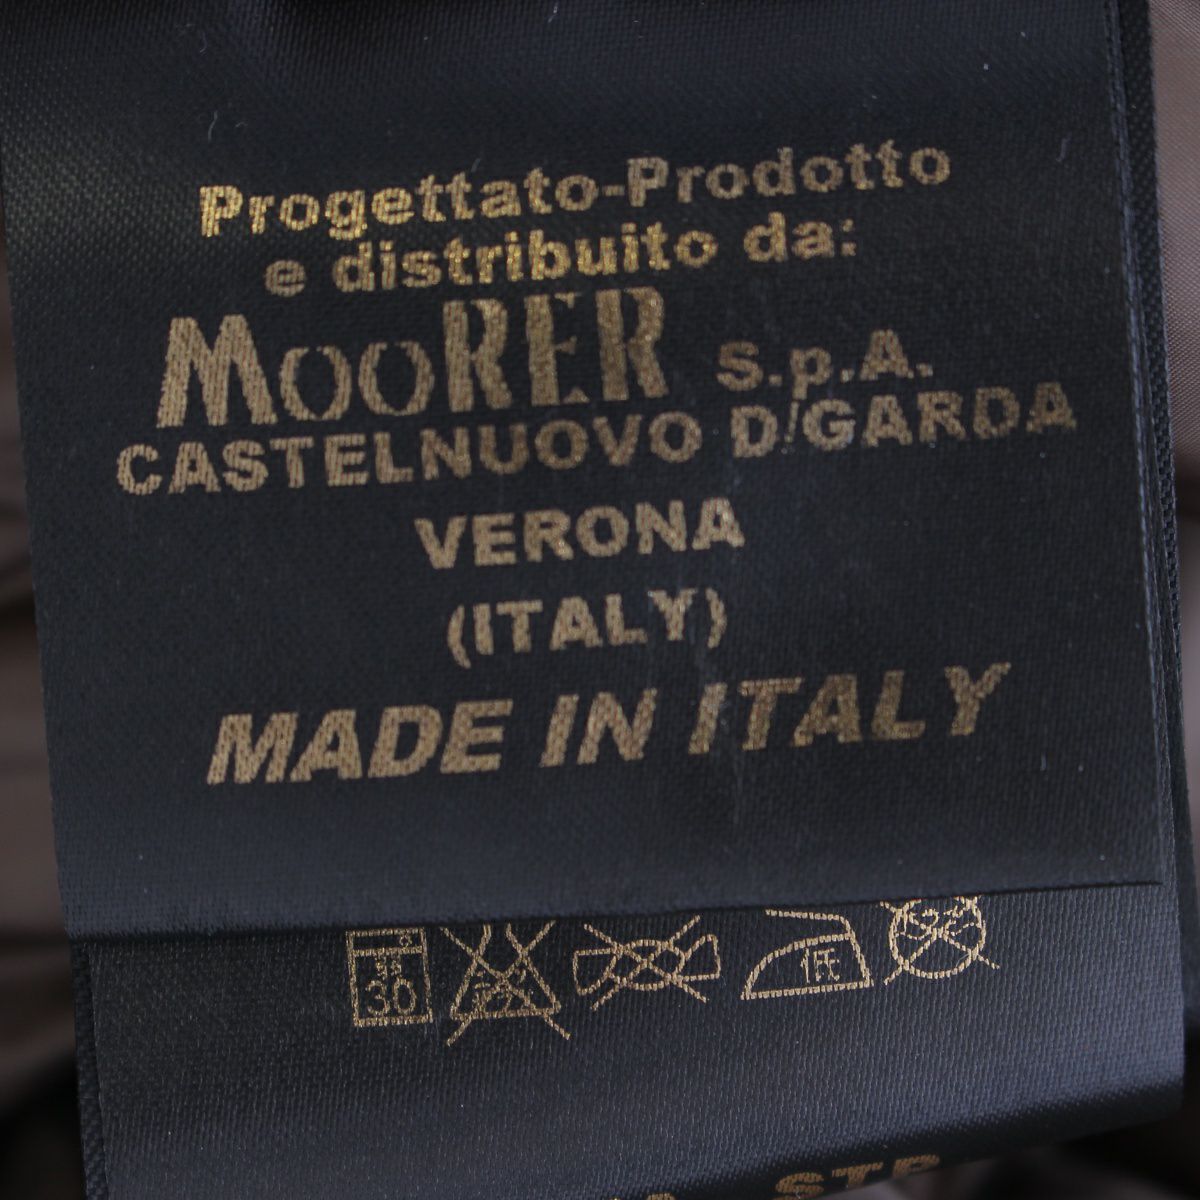 Progettato-Prodotto
e distribuito da:
MOORER S.p.A.
CASTELNUOVO D/GARDA
VERONA
(ITALY)
MADE IN ITALY
30
低